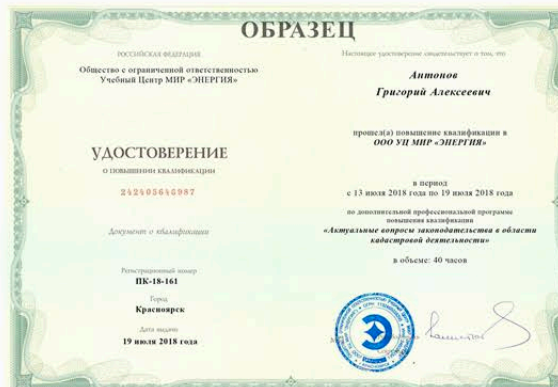 ОБРАЗЕЦ
РОССИЙСКАЯ ФЕДЕРАЦИЯ
Общество с ограниченной ответственностью
Учебный Центр МИР «ЭНЕРГИЯ»
УДОСТОВЕРЕНИЕ
О ПОВЫШЕНИИ КВАЛИФИКАЦИИ
242405646987
Документ о квалификации
Регистрационный номер
ПК-18-161
Город
Красноярск
Дата выдачи
19 июля 2018 года
Настоящее удостоверение свидетельствует о том, что
Антонов
Григорий Алексеевич
прошел(а) повышение квалификации в
ООО УЦ МИР «ЭНЕРГИЯ»
в период
с 13 июля 2018 года по 19 июля 2018 года
по дополнительной профессиональной программе
повышения квалификации
«Актуальные вопросы законодательства в области
кадастровой деятельности»
в объеме: 40 часов